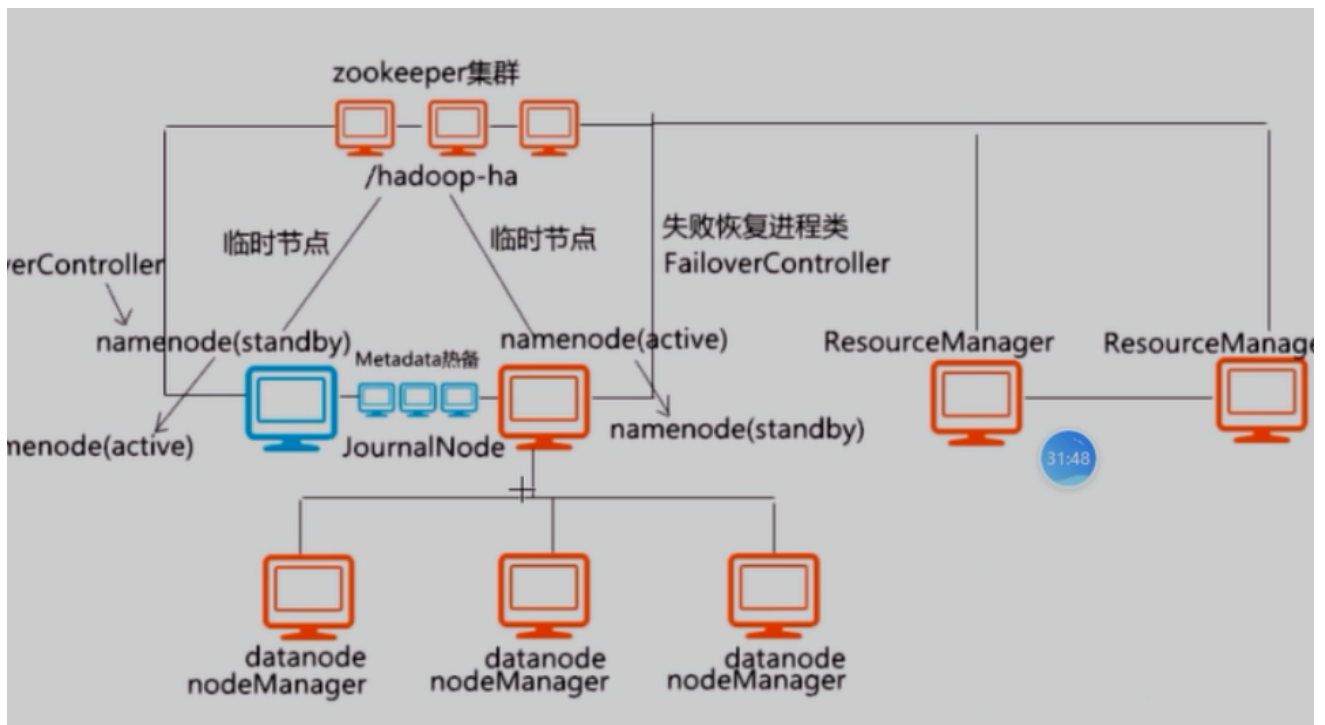 zookeeper集群
/hadoop-ha
临时节点
临时节点
失败恢复进程类
FailoverController
verController
namenode(standby)
namenode(active)
ResourceManager
ResourceManage
Metadata热备
JournalNode
menode(active)
namenode(standby)
31:48
datanode
nodeManager
datanode
nodeManager
datanode
nodeManager